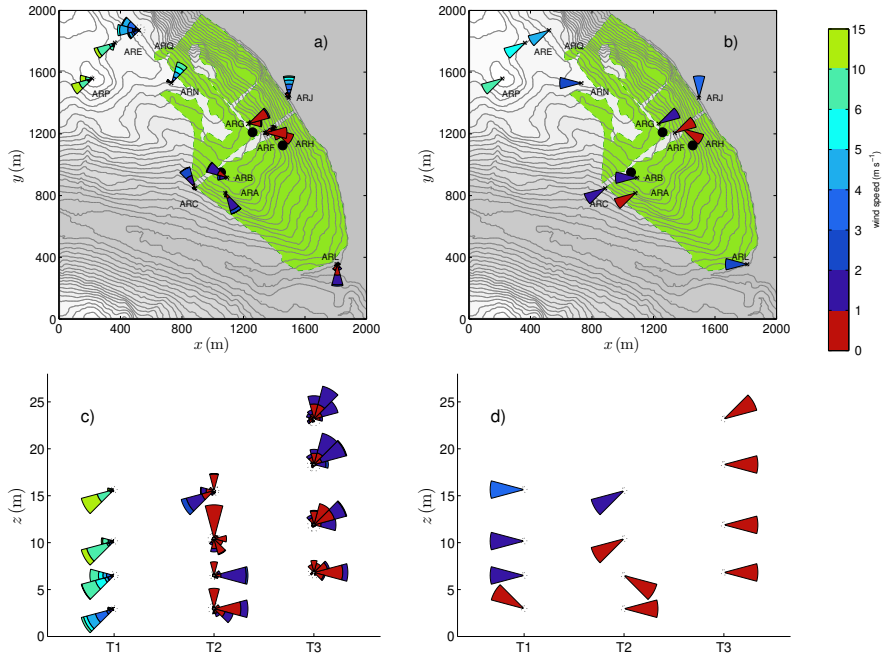 2000
1600
1200
800
400
0
y (m)
a)
ARE
ARQ
ARP
ARN
ARJ
ARG
ARF
ARH
ARB
ARC
ARA
ARL
0 400 800 1200 1600 2000
x (m)
2000
1600
1200
800
400
0
y (m)
b)
ARE
ARQ
ARP
ARN
ARJ
ARG
ARF
ARH
ARB
ARC
ARA
ARL
0 400 800 1200 1600 2000
x (m)
15
10
6
5
4
3
2
1
0
wind speed (m s⁻¹)
25
20
15
10
5
0
z (m)
c)
T1 T2 T3
25
20
15
10
5
0
z (m)
d)
T1 T2 T3